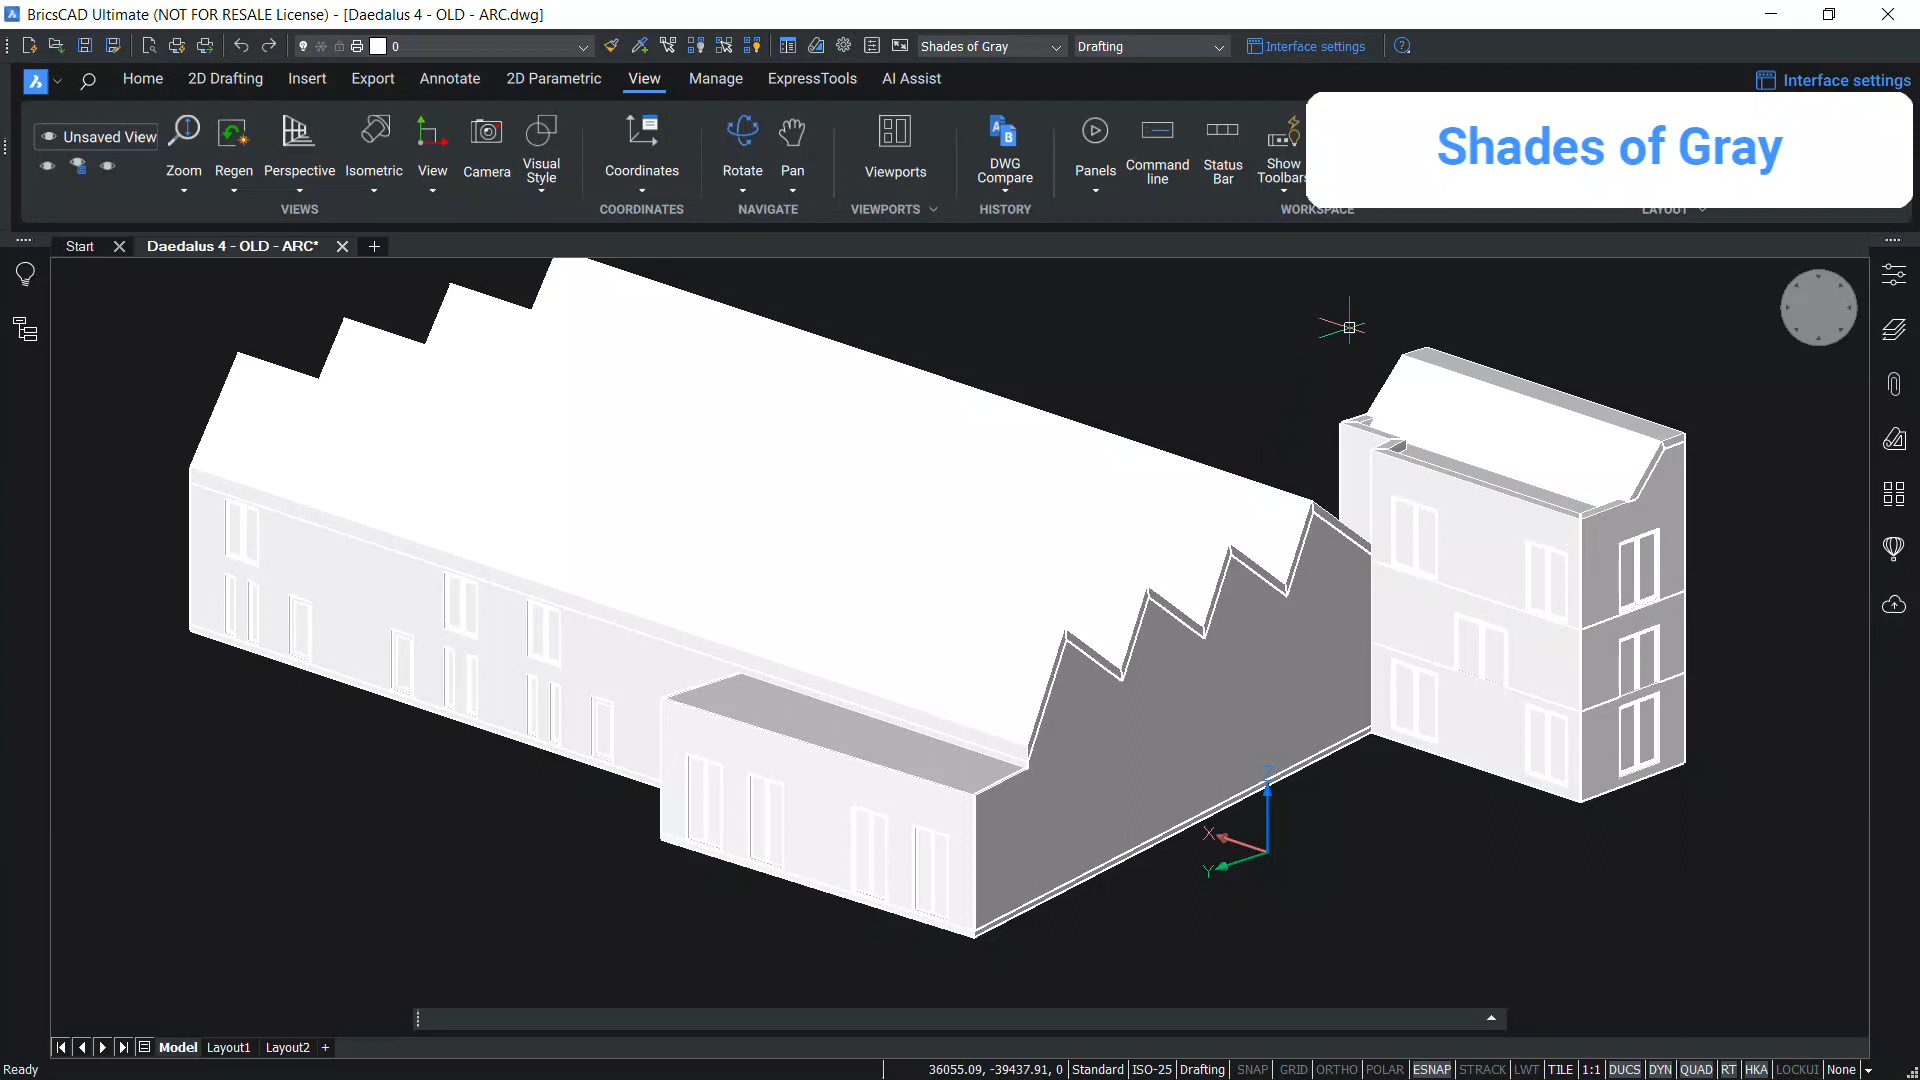 BricsCAD Ultimate (NOT FOR RESALE License) - [Daedalus 4 - OLD - ARC.dwg]
0
Shades of Gray
Drafting
Interface settings
Home
2D Drafting
Insert
Export
Annotate
2D Parametric
View
Manage
ExpressTools
AI Assist
Interface settings
Unsaved View
Zoom
Regen
Perspective
Isometric
View
Camera
Visual
Style
Coordinates
Rotate
Pan
Viewports
DWG
Compare
Panels
Command
line
Status
Bar
Show
Toolbars
Shades of Gray
VIEWS
COORDINATES
NAVIGATE
VIEWPORTS
HISTORY
WORKSPACE
LAYOUT
Start
Daedalus 4 - OLD - ARC*
Z
X
Y
Model
Layout1
Layout2
Ready
36055.09, -39437.91, 0
Standard
ISO-25
Drafting
SNAP
GRID
ORTHO
POLAR
ESNAP
STRACK
LWT
TILE
1:1
DUCS
DYN
QUAD
RT
HKA
LOCKUI
None